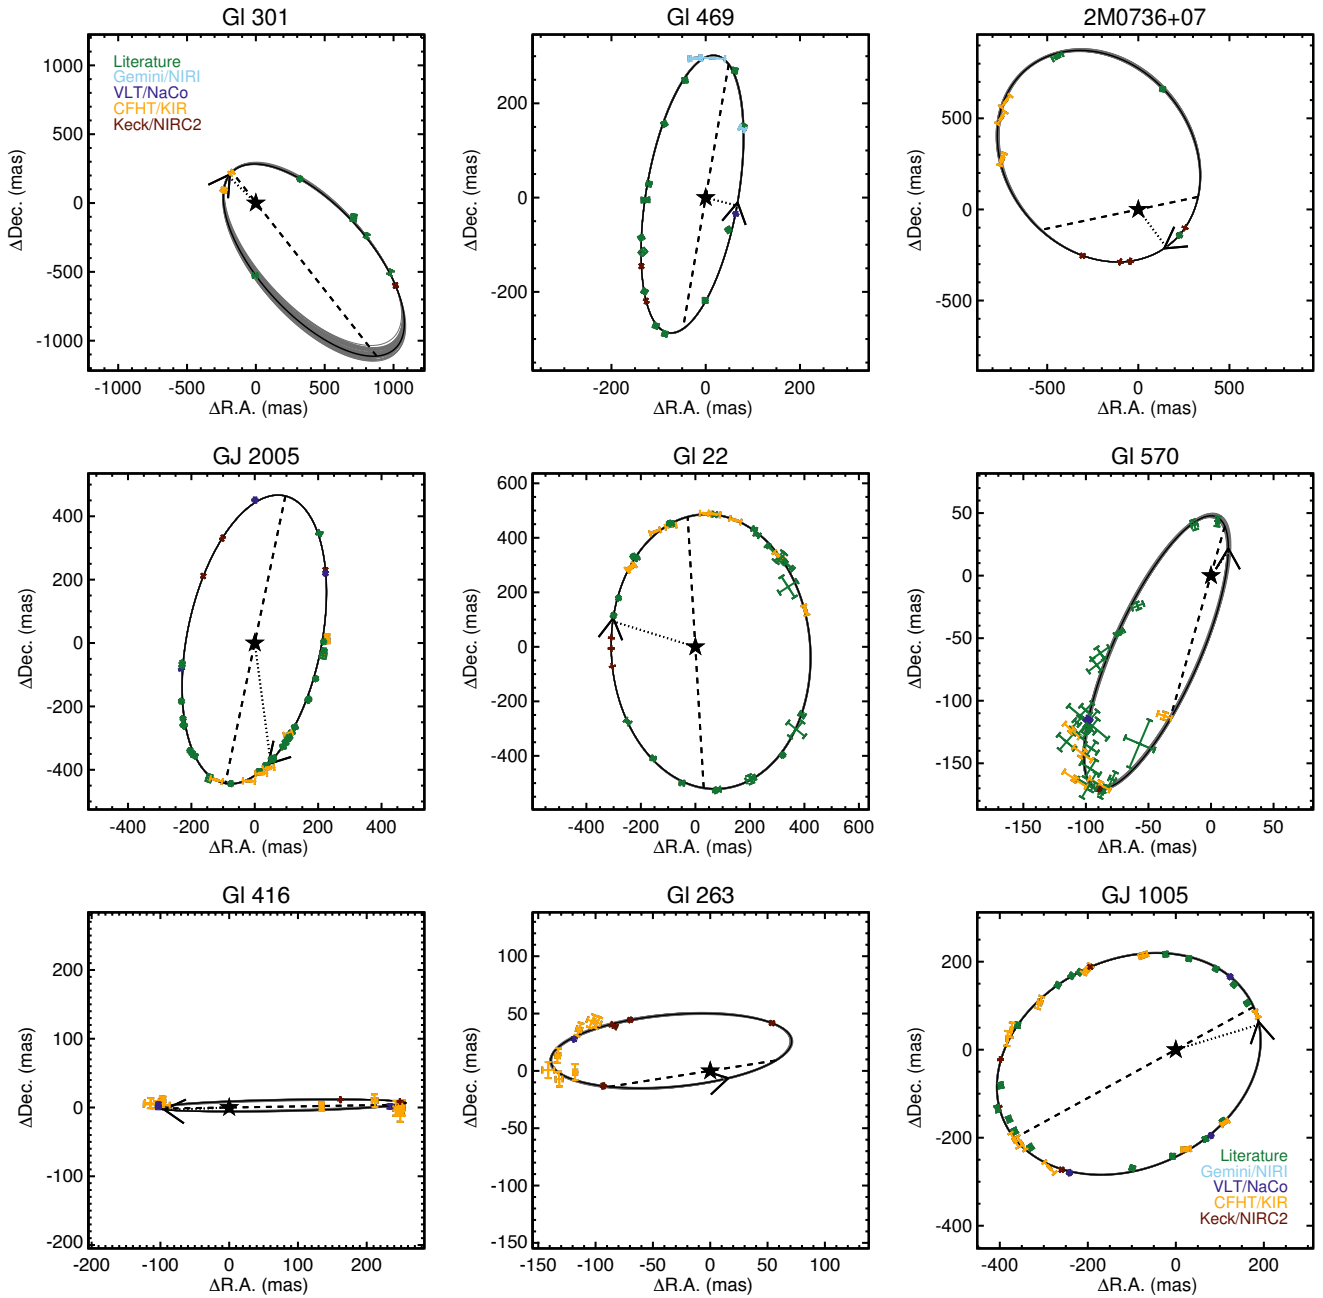 Gl 301
Gl 469
2M0736+07
Literature
Gemini/NIRI
VLT/NaCo
CFHT/KIR
Keck/NIRC2
ΔDec. (mas)
1000
500
0
-500
-1000
-1000 -500 0 500 1000
ΔR.A. (mas)
ΔDec. (mas)
200
0
-200
-200 0 200
ΔR.A. (mas)
ΔDec. (mas)
500
0
-500
-500 0 500
ΔR.A. (mas)
GJ 2005
Gl 22
Gl 570
ΔDec. (mas)
400
200
0
-200
-400
-400 -200 0 200 400
ΔR.A. (mas)
ΔDec. (mas)
600
400
200
0
-200
-400
-400 -200 0 200 400 600
ΔR.A. (mas)
ΔDec. (mas)
50
0
-50
-100
-150
-150 -100 -50 0 50
ΔR.A. (mas)
Gl 416
Gl 263
GJ 1005
ΔDec. (mas)
200
100
0
-100
-200
-200 -100 0 100 200
ΔR.A. (mas)
ΔDec. (mas)
100
50
0
-50
-100
-150
-150 -100 -50 0 50 100
ΔR.A. (mas)
ΔDec. (mas)
200
0
-200
-400
-400 -200 0 200
ΔR.A. (mas)
Literature
Gemini/NIRI
VLT/NaCo
CFHT/KIR
Keck/NIRC2